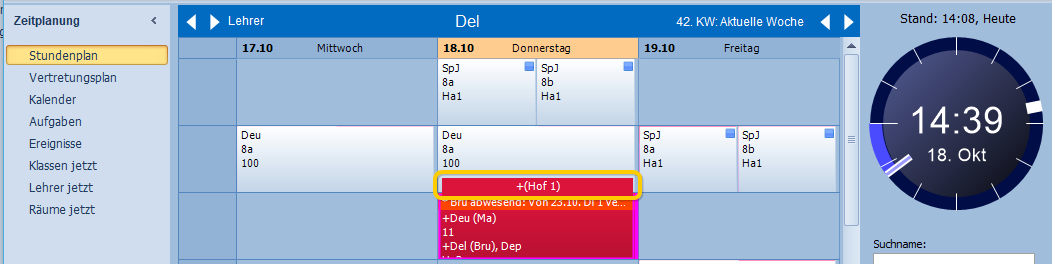 Zeitplanung
Stundenplan
Vertretungsplan
Kalender
Aufgaben
Ereignisse
Klassen jetzt
Lehrer jetzt
Räume jetzt
Lehrer
Del
42. KW: Aktuelle Woche
17.10 Mittwoch
18.10 Donnerstag
19.10 Freitag
SpJ
8a
Ha1
SpJ
8b
Ha1
Deu
8a
100
Deu
8a
100
SpJ
8a
Ha1
SpJ
8b
Ha1
+(Hof 1)
Bru abwesend: Von 23.10. Di 1 Ve...
+Deu (Ma)
11
+Del (Bru), Dep
Stand: 14:08, Heute
14:39
18. Okt
Suchname: